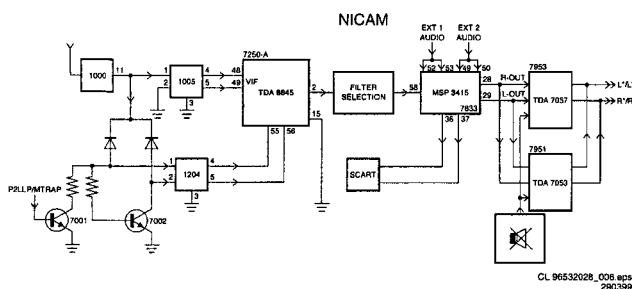 NICAM
EXT 1 EXT 2
AUDIO AUDIO
7250-A
52 53 49 50
7953
1000 11
1 1005 4 48
2 5 49
3
VIF
TDA 8845
2
15
55 56
FILTER
SELECTION
58
MSP 3415
7833
28
29
36 37
R-OUT
L-OUT
TDA 7057
L"/L'
R"/R'
7951
TDA 7053
SCART
1 1204 4
2 5
3
P2LLP/MTRAP
7001
7002
CL 96532028_006.eps
290399